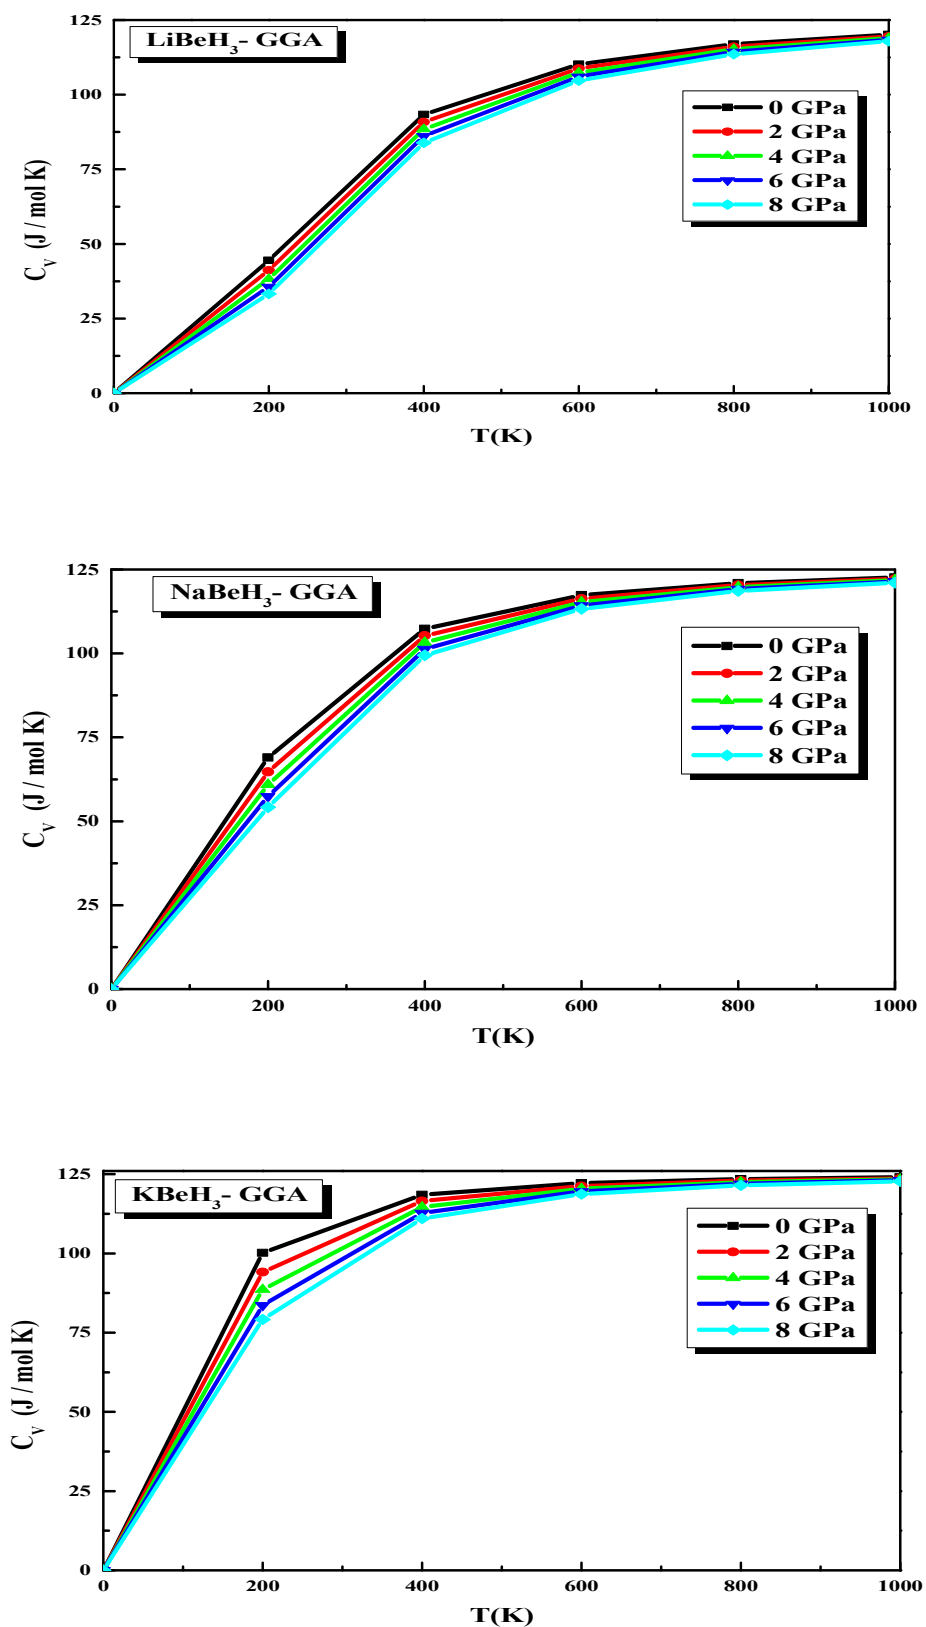 LiBeH₃- GGA
125
100
75
50
25
0
C_V (J / mol K)
0 GPa
2 GPa
4 GPa
6 GPa
8 GPa
0 200 400 600 800 1000
T(K)
NaBeH₃- GGA
125
100
75
50
25
0
C_V (J / mol K)
0 GPa
2 GPa
4 GPa
6 GPa
8 GPa
0 200 400 600 800 1000
T(K)
KBeH₃- GGA
125
100
75
50
25
0
C_V (J / mol K)
0 GPa
2 GPa
4 GPa
6 GPa
8 GPa
0 200 400 600 800 1000
T(K)